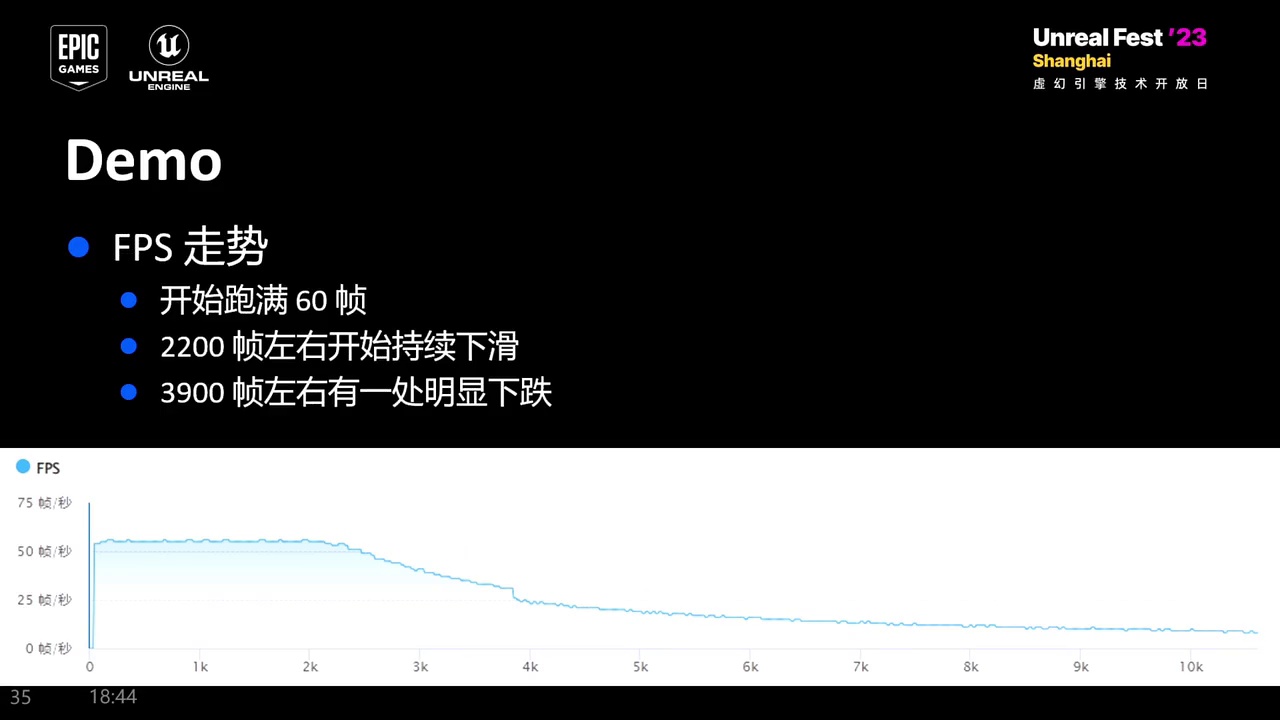 EPIC
GAMES
UNREAL
ENGINE
Unreal Fest '23
Shanghai
虚幻引擎技术开放日
Demo
FPS 走势
开始跑满 60 帧
2200 帧左右开始持续下滑
3900 帧左右有一处明显下跌
FPS
75 帧/秒
50 帧/秒
25 帧/秒
0 帧/秒
0 1k 2k 3k 4k 5k 6k 7k 8k 9k 10k
35 18:44